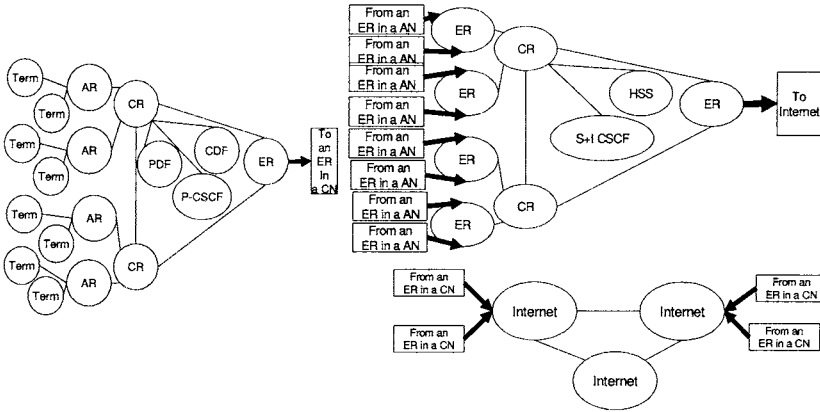 Term
AR
Term
CR
Term
AR
Term
PDF
CDF
P-CSCF
ER
To
an
ER
In
a CN
Term
AR
Term
CR
Term
AR
Term
From an
ER in a AN
From an
ER in a AN
From an
ER in a AN
From an
ER in a AN
From an
ER in a AN
From an
ER in a AN
From an
ER in a AN
From an
ER in a AN
ER
ER
ER
ER
CR
HSS
S+I CSCF
CR
ER
To
Internet
From an
ER in a CN
From an
ER in a CN
Internet
Internet
Internet
From an
ER in a CN
From an
ER in a CN